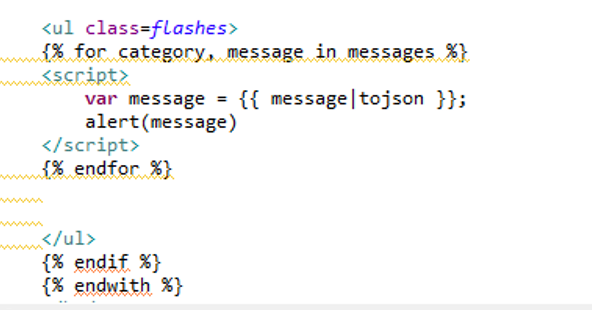 <ul class=flashes>
{% for category, message in messages %}
<script>
var message = {{ message|tojson }};
alert(message)
</script>
{% endfor %}
</ul>
{% endif %}
{% endwith %}